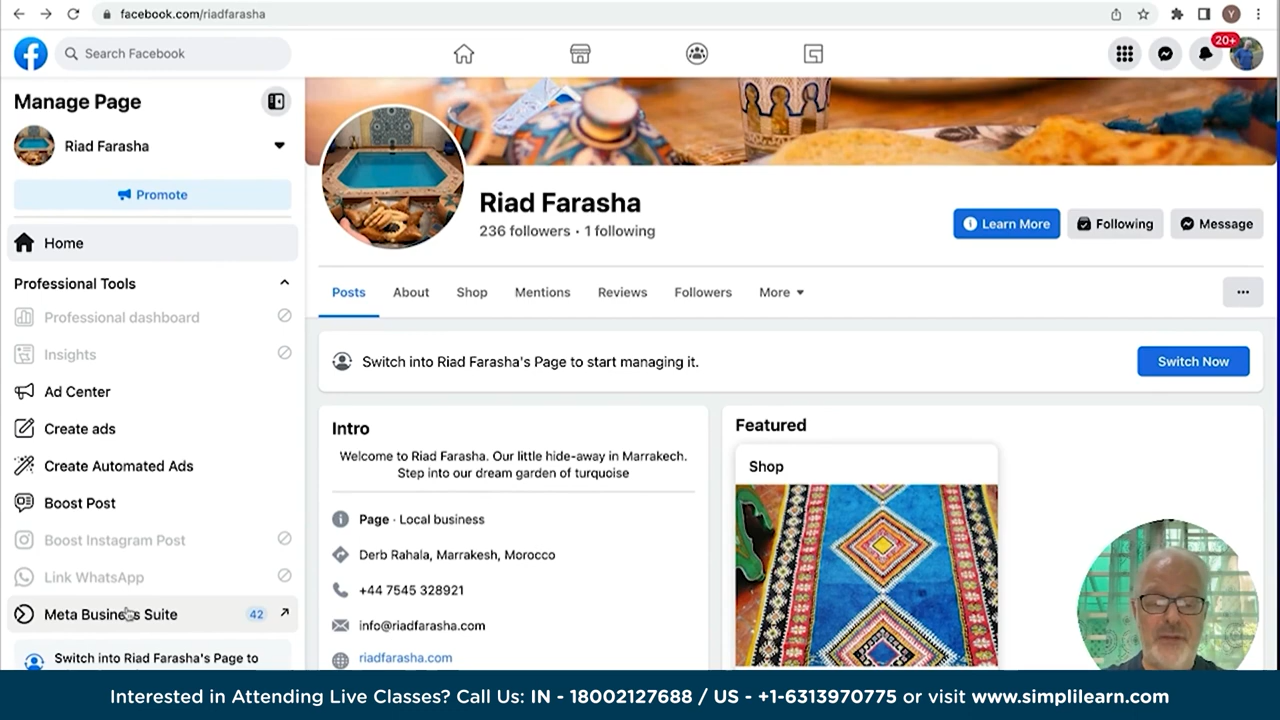 facebook.com/riadfarasha
Y
Search Facebook
20+
Manage Page
Riad Farasha
Promote
Home
Professional Tools
Professional dashboard
Insights
Ad Center
Create ads
Create Automated Ads
Boost Post
Boost Instagram Post
Link WhatsApp
Meta Business Suite 42
Switch into Riad Farasha's Page to
Riad Farasha
236 followers • 1 following
Learn More
Following
Message
Posts About Shop Mentions Reviews Followers More
Switch into Riad Farasha's Page to start managing it.
Switch Now
Intro
Welcome to Riad Farasha. Our little hide-away in Marrakech.
Step into our dream garden of turquoise
Page · Local business
Derb Rahala, Marrakesh, Morocco
+44 7545 328921
info@riadfarasha.com
riadfarasha.com
Featured
Shop
Interested in Attending Live Classes? Call Us: IN - 18002127688 / US - +1-6313970775 or visit www.simplilearn.com